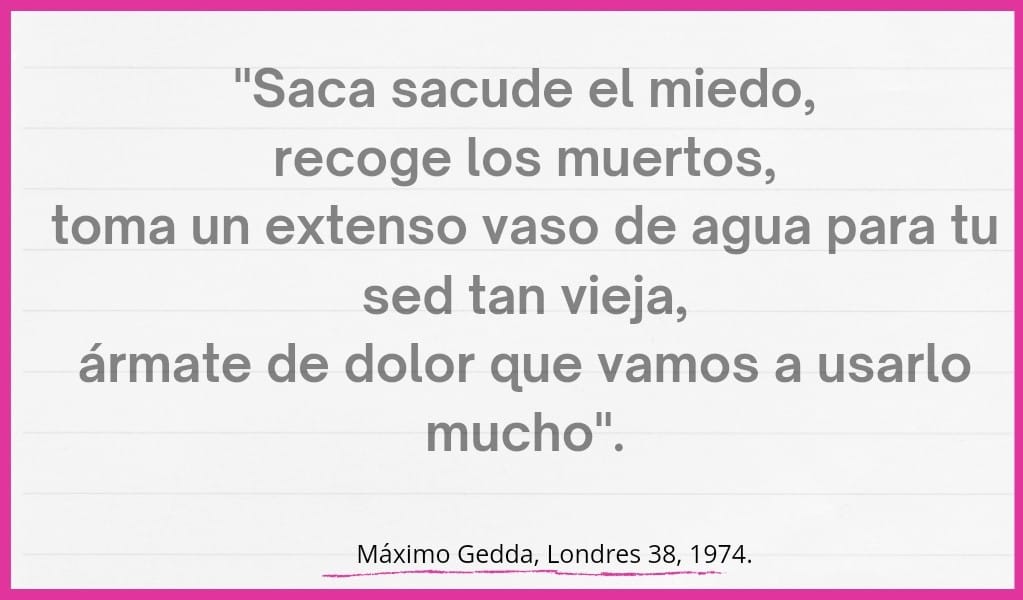 "Saca sacude el miedo,
recoge los muertos,
toma un extenso vaso de agua para tu
sed tan vieja,
ármate de dolor que vamos a usarlo
mucho".
Máximo Gedda, Londres 38, 1974.